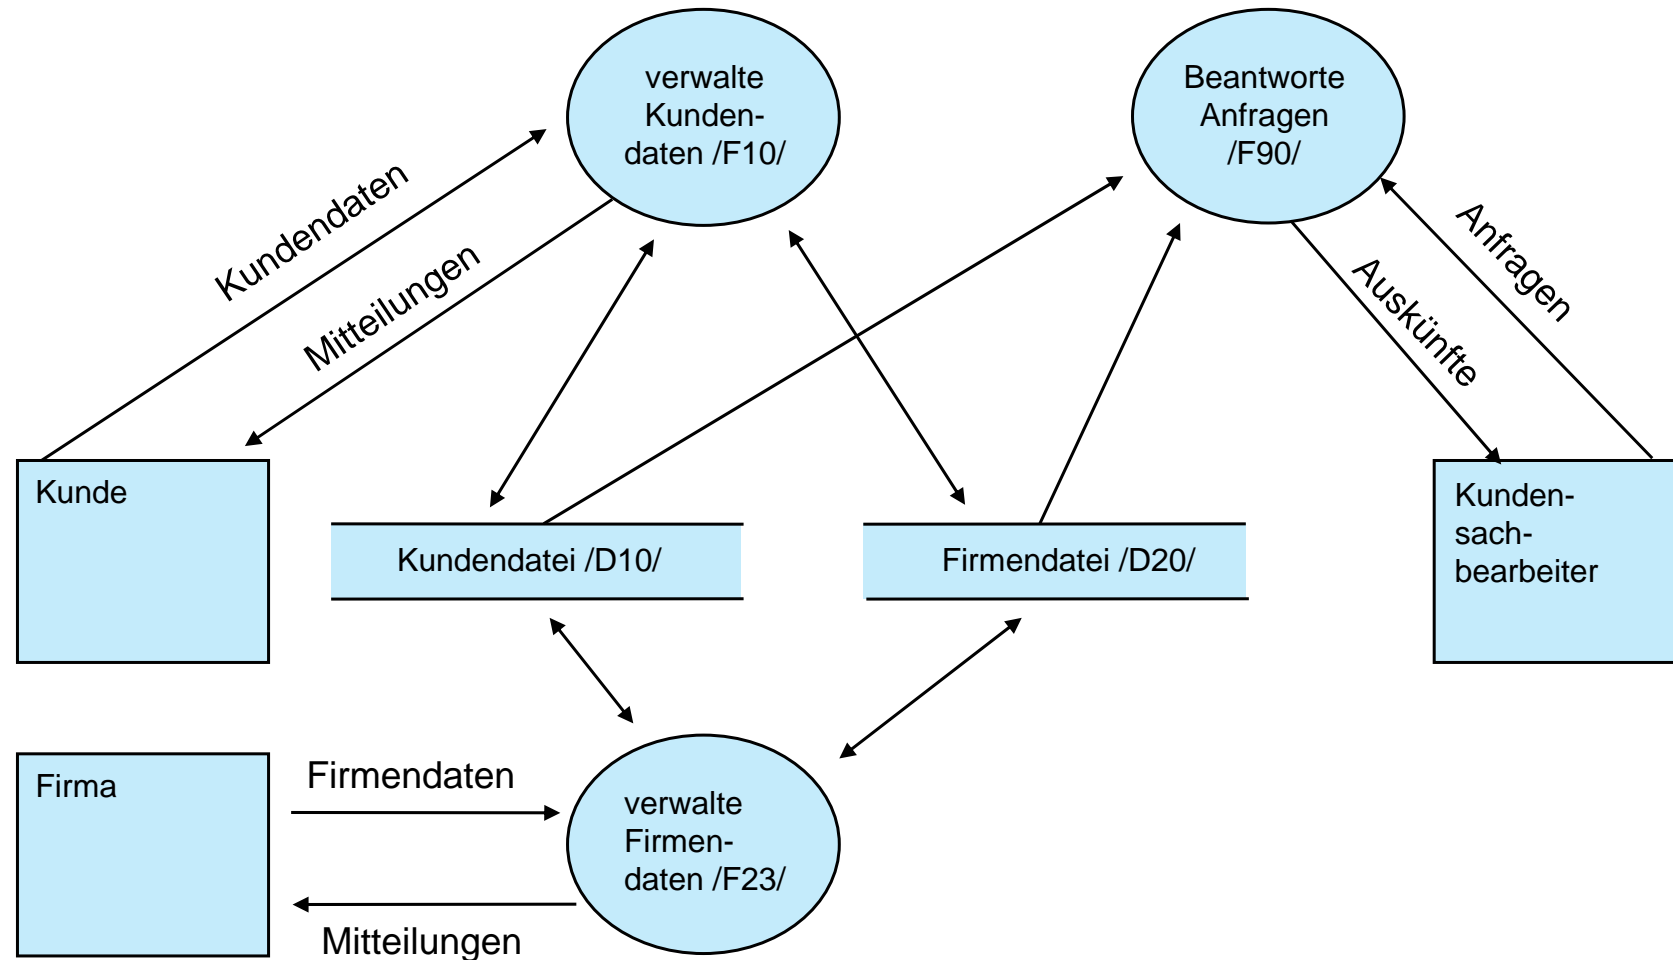 verwalte
Kunden-
daten /F10/
Beantworte
Anfragen
/F90/
Kundendaten
Mitteilungen
Anfragen
Auskünfte
Kunde
Kundendatei /D10/
Firmendatei /D20/
Kunden-
sach-
bearbeiter
Firma
Firmendaten
verwalte
Firmen-
daten /F23/
Mitteilungen